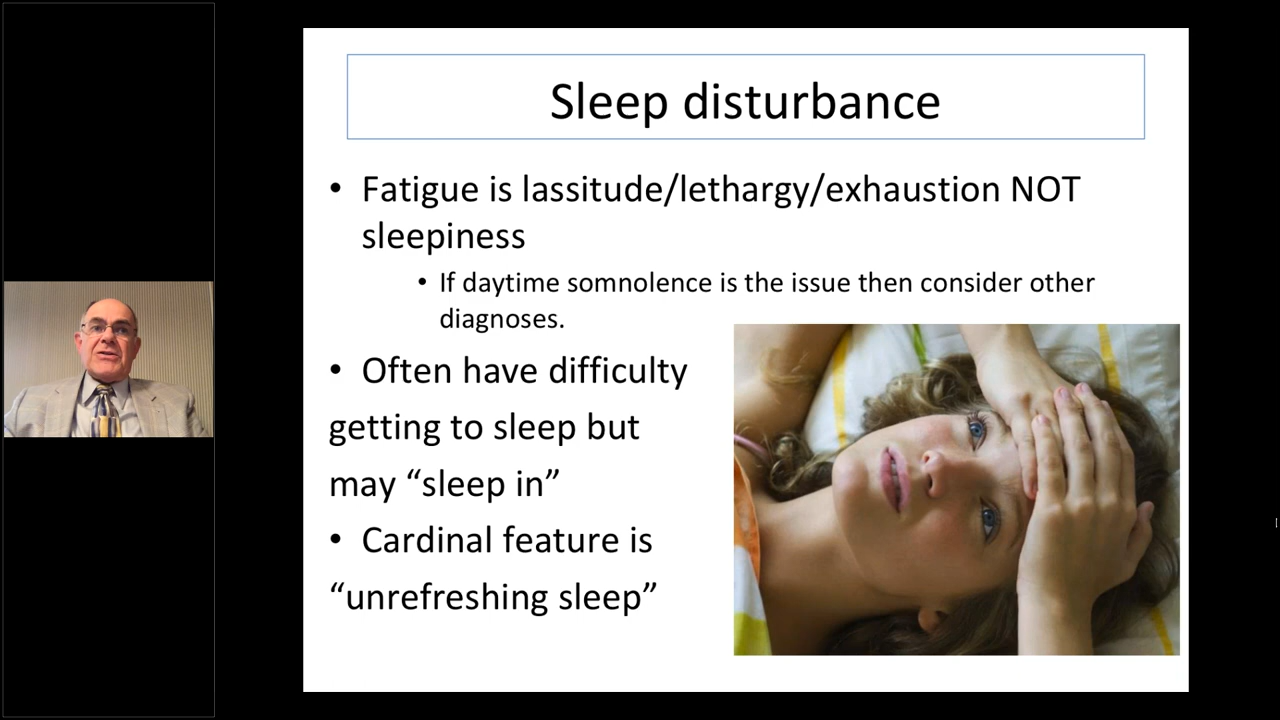 Sleep disturbance
• Fatigue is lassitude/lethargy/exhaustion NOT
sleepiness
• If daytime somnolence is the issue then consider other
diagnoses.
• Often have difficulty
getting to sleep but
may “sleep in”
• Cardinal feature is
“unrefreshing sleep”